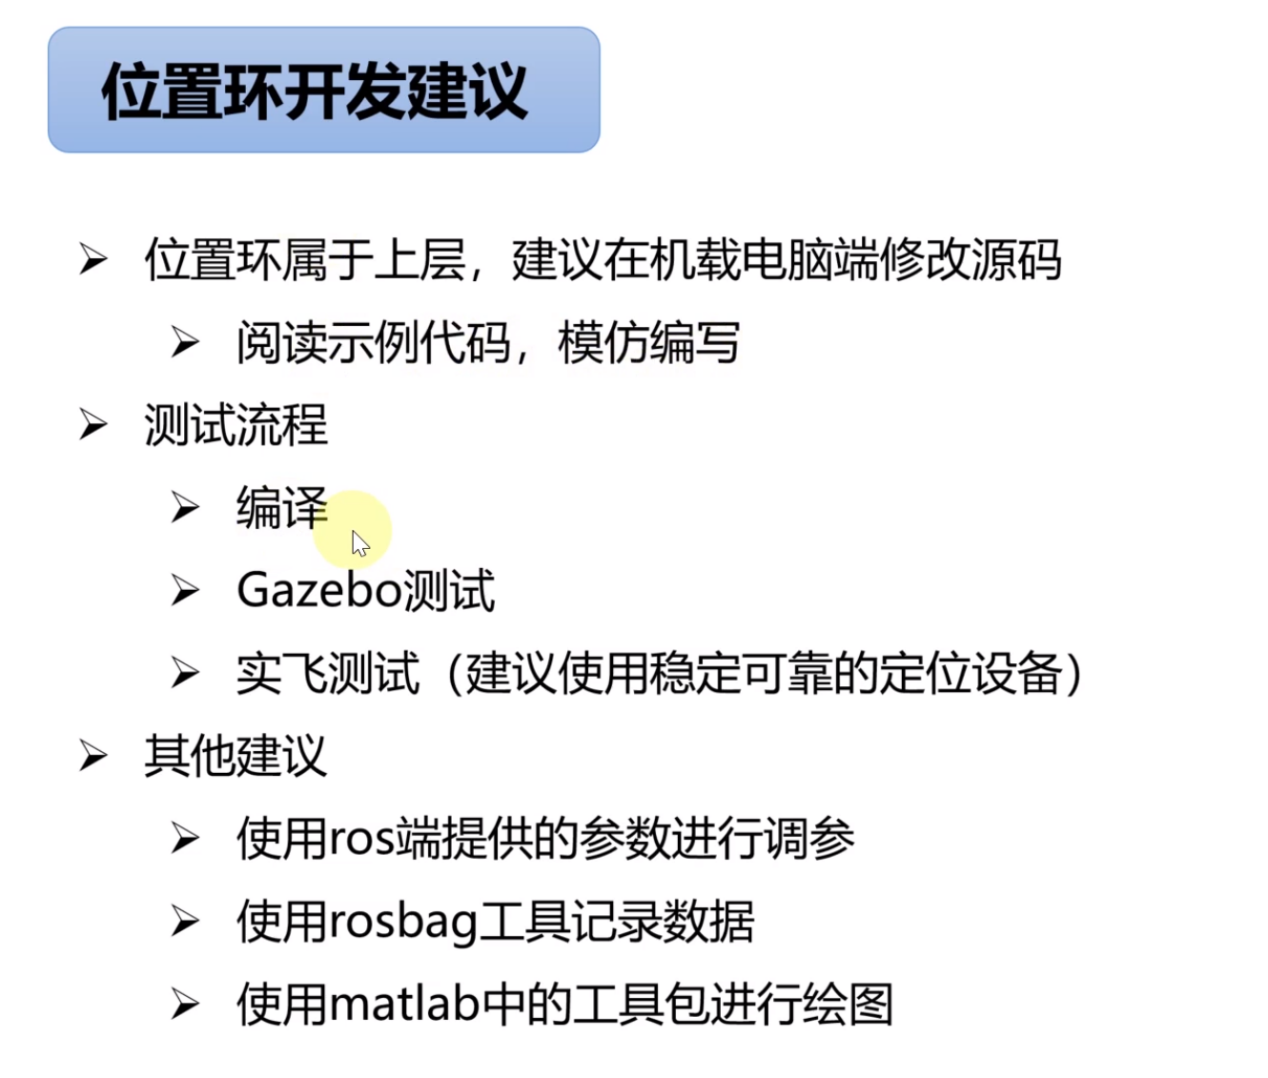 位置环开发建议
位置环属于上层，建议在机载电脑端修改源码
阅读示例代码，模仿编写
测试流程
编译
Gazebo测试
实飞测试（建议使用稳定可靠的定位设备）
其他建议
使用ros端提供的参数进行调参
使用rosbag工具记录数据
使用matlab中的工具包进行绘图